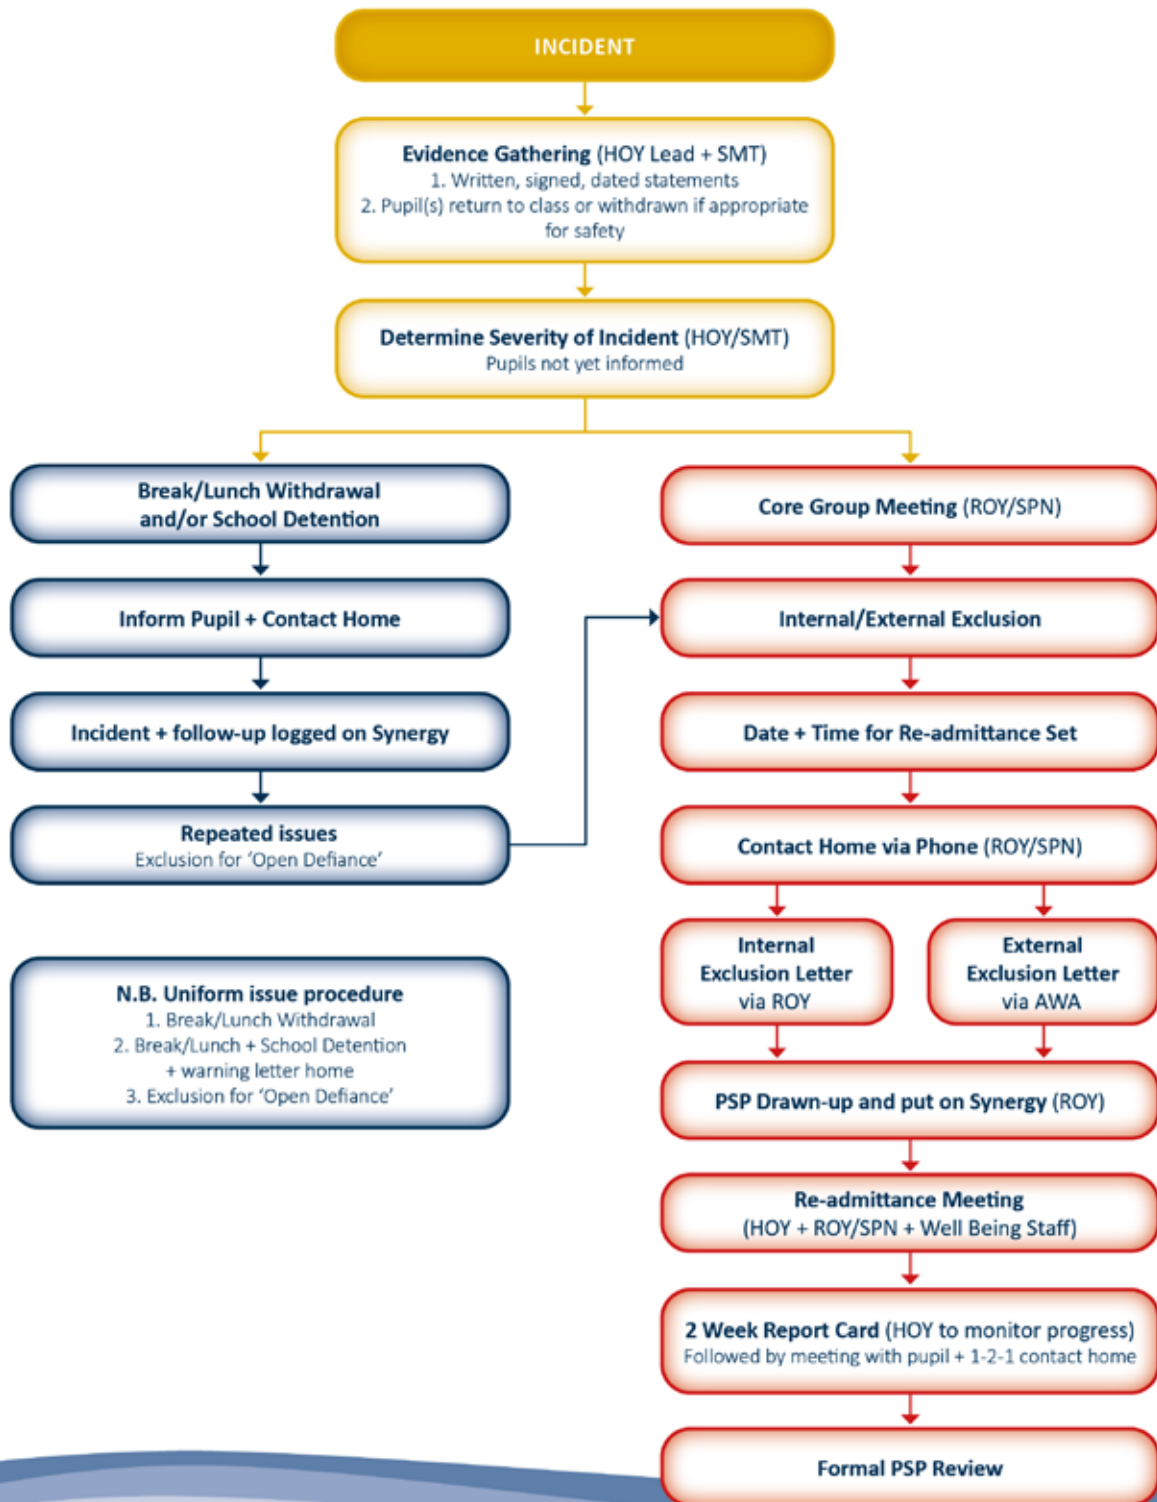 INCIDENT
Evidence Gathering (HOY Lead + SMT)
1. Written, signed, dated statements
2. Pupil(s) return to class or withdrawn if appropriate
for safety
Determine Severity of Incident (HOY/SMT)
Pupils not yet informed
Break/Lunch Withdrawal
and/or School Detention
Inform Pupil + Contact Home
Incident + follow-up logged on Synergy
Repeated issues
Exclusion for ‘Open Defiance’
N.B. Uniform issue procedure
1. Break/Lunch Withdrawal
2. Break/Lunch + School Detention
+ warning letter home
3. Exclusion for ‘Open Defiance’
Core Group Meeting (ROY/SPN)
Internal/External Exclusion
Date + Time for Re-admittance Set
Contact Home via Phone (ROY/SPN)
Internal
Exclusion Letter
via ROY
External
Exclusion Letter
via AWA
PSP Drawn-up and put on Synergy (ROY)
Re-admittance Meeting
(HOY + ROY/SPN + Well Being Staff)
2 Week Report Card (HOY to monitor progress)
Followed by meeting with pupil + 1-2-1 contact home
Formal PSP Review